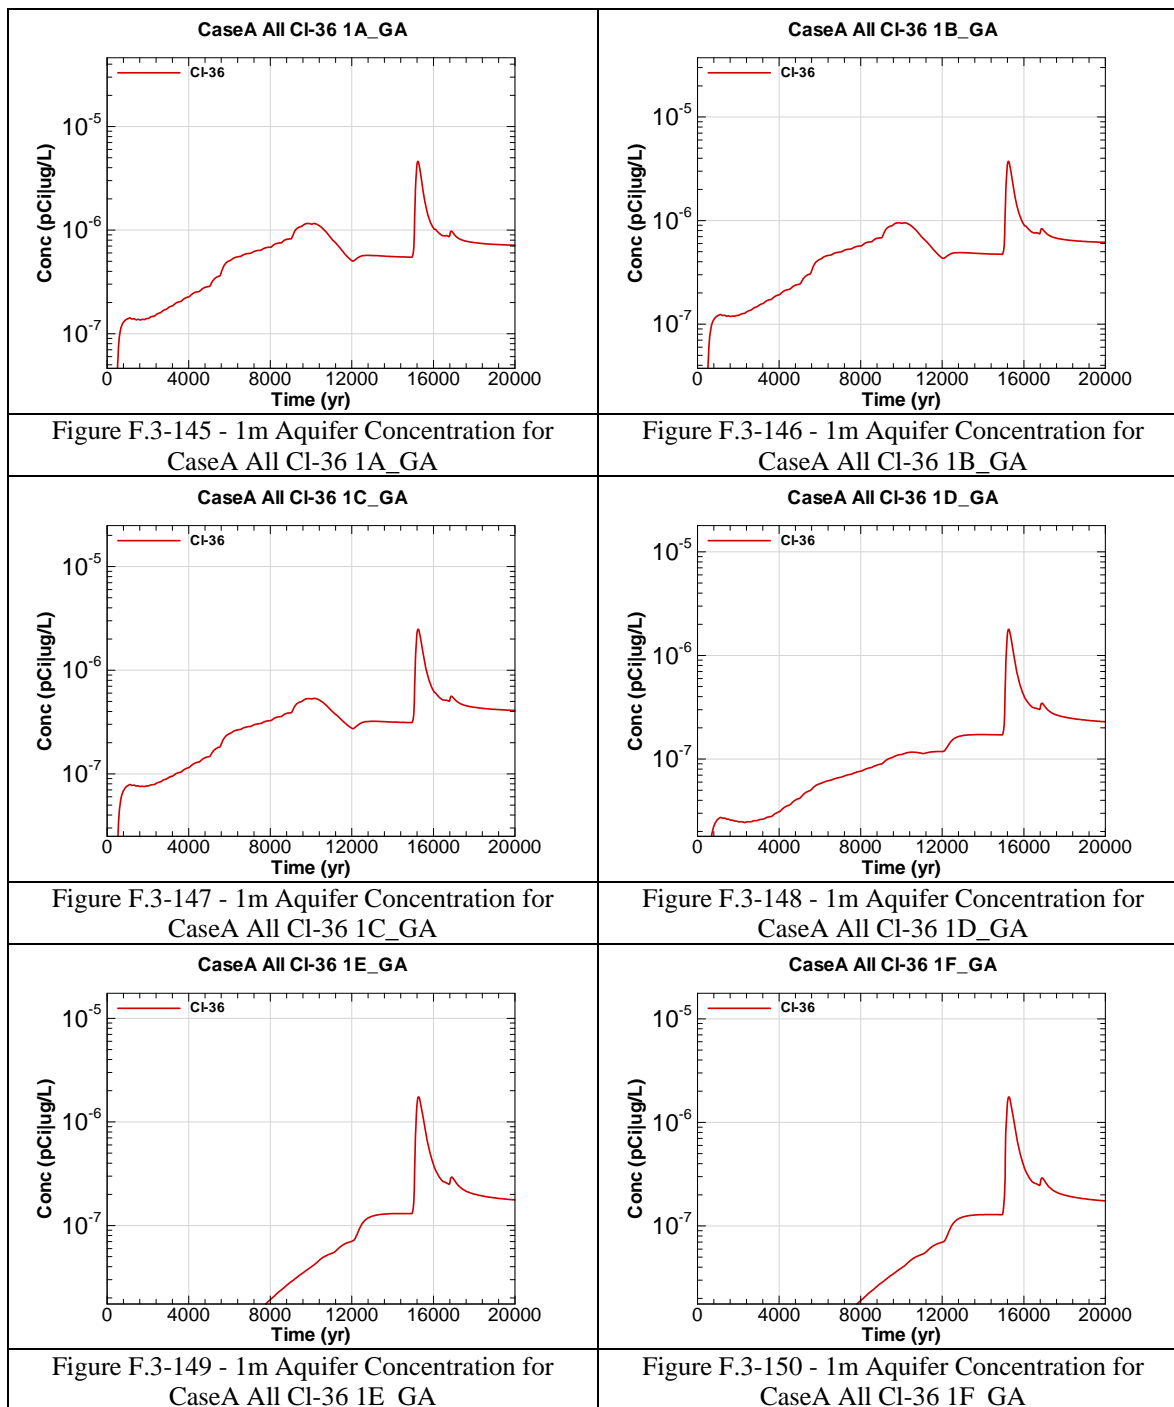 CaseA All Cl-36 1A_GA
Cl-36
Conc (pCi|ug/L)
10-5
10-6
10-7
0 4000 8000 12000 16000 20000
Time (yr)
Figure F.3-145 - 1m Aquifer Concentration for
CaseA All Cl-36 1A_GA
CaseA All Cl-36 1B_GA
Cl-36
Conc (pCi|ug/L)
10-5
10-6
10-7
0 4000 8000 12000 16000 20000
Time (yr)
Figure F.3-146 - 1m Aquifer Concentration for
CaseA All Cl-36 1B_GA
CaseA All Cl-36 1C_GA
Cl-36
Conc (pCi|ug/L)
10-5
10-6
10-7
0 4000 8000 12000 16000 20000
Time (yr)
Figure F.3-147 - 1m Aquifer Concentration for
CaseA All Cl-36 1C_GA
CaseA All Cl-36 1D_GA
Cl-36
Conc (pCi|ug/L)
10-5
10-6
10-7
0 4000 8000 12000 16000 20000
Time (yr)
Figure F.3-148 - 1m Aquifer Concentration for
CaseA All Cl-36 1D_GA
CaseA All Cl-36 1E_GA
Cl-36
Conc (pCi|ug/L)
10-5
10-6
10-7
0 4000 8000 12000 16000 20000
Time (yr)
Figure F.3-149 - 1m Aquifer Concentration for
CaseA All Cl-36 1E_GA
CaseA All Cl-36 1F_GA
Cl-36
Conc (pCi|ug/L)
10-5
10-6
10-7
0 4000 8000 12000 16000 20000
Time (yr)
Figure F.3-150 - 1m Aquifer Concentration for
CaseA All Cl-36 1F_GA